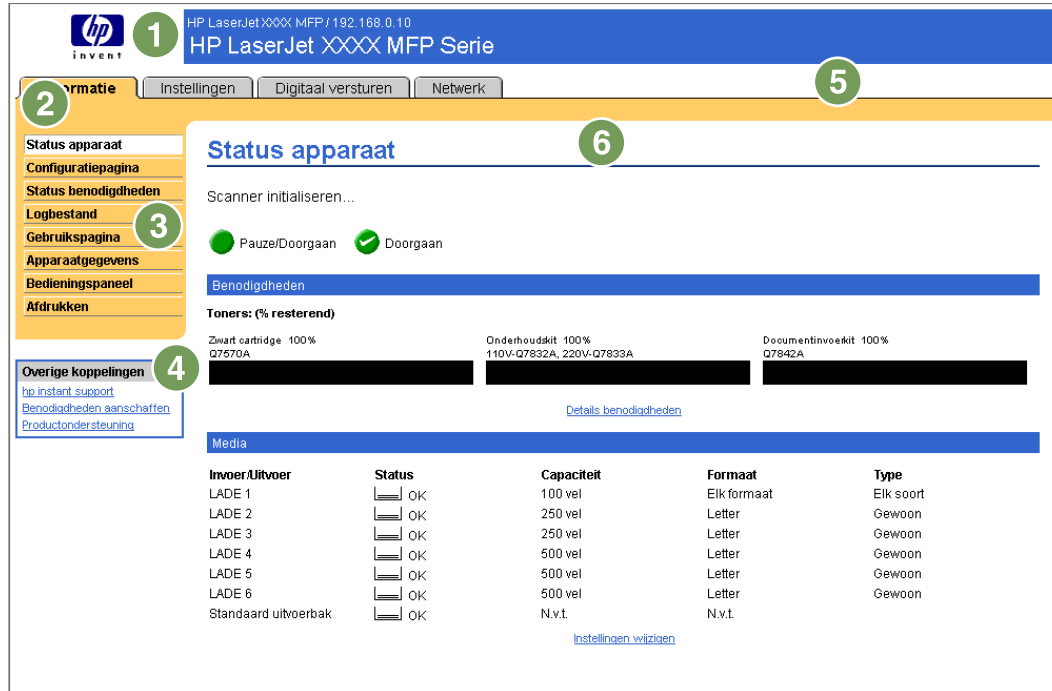 hp
invent
1
HP LaserJet XXXX MFP / 192.168.0.10
HP LaserJet XXXX MFP Serie
2
rmatie
Instellingen
Digitaal versturen
Netwerk
5
Status apparaat
Configuratiepagina
Status benodigdheden
Logbestand
Gebruikspagina
Apparaatgegevens
Bedieningspaneel
Afdrukken
3
Overige koppelingen
4
hp instant support
Benodigdheden aanschaffen
Productondersteuning
Status apparaat
6
Scanner initialiseren...
Pauze/Doorgaan Doorgaan
Benodigdheden
Toners: (% resterend)
Zwart cartridge 100% Onderhoudskit 100% Documentinvoerkit 100%
Q7570A 110V-Q7832A, 220V-Q7833A Q7842A
Details benodigdheden
Media
Invoer/Uitvoer Status Capaciteit Formaat Type
LADE 1 OK 100 vel Elk formaat Elk soort
LADE 2 OK 250 vel Letter Gewoon
LADE 3 OK 250 vel Letter Gewoon
LADE 4 OK 500 vel Letter Gewoon
LADE 5 OK 500 vel Letter Gewoon
LADE 6 OK 500 vel Letter Gewoon
Standaard uitvoerbak OK N.v.t. N.v.t.
Instellingen wijzigen